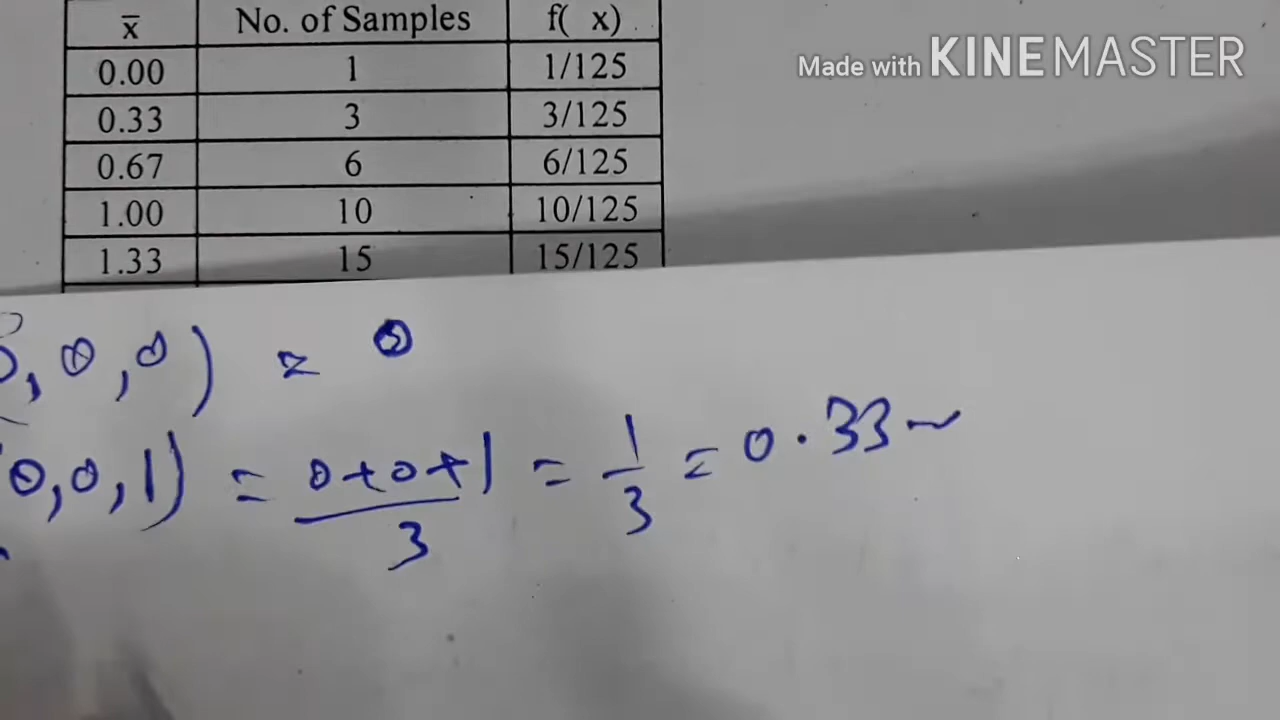 x̅ No. of Samples f( x)
0.00 1 1/125
0.33 3 3/125
0.67 6 6/125
1.00 10 10/125
1.33 15 15/125
Made with KINEMASTER
,0,0) = 0
0,0,1) = 0+0+1/3 = 1/3 = 0.33~